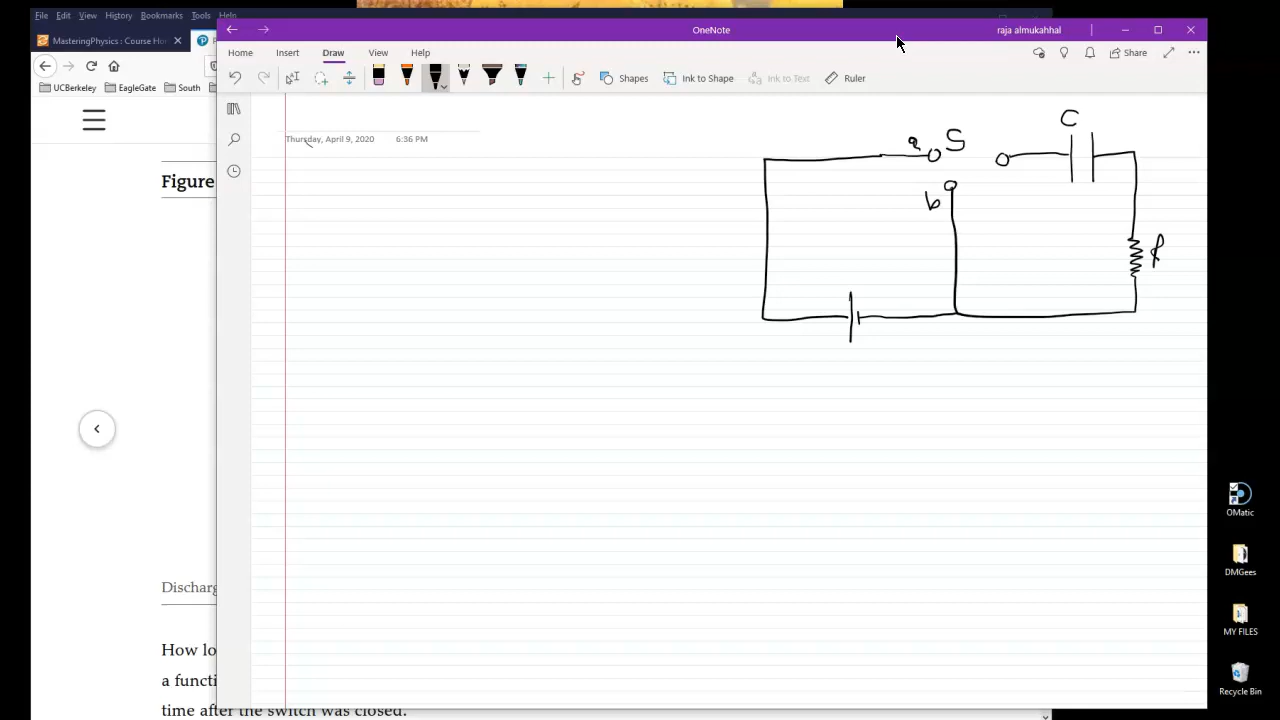 File Edit View History Bookmarks Tools Help
MasteringPhysics : Course Ho
OneNote
raja almukahhal
Home Insert Draw View Help
Share
Shapes Ink to Shape Ink to Text Ruler
UCBerkeley EagleGate South
Thursday, April 9, 2020 6:36 PM
C
a S
b
R
Figure
Discharg
How lo
a functi
time after the switch was closed.
OMatic
DMGees
MY FILES
Recycle Bin